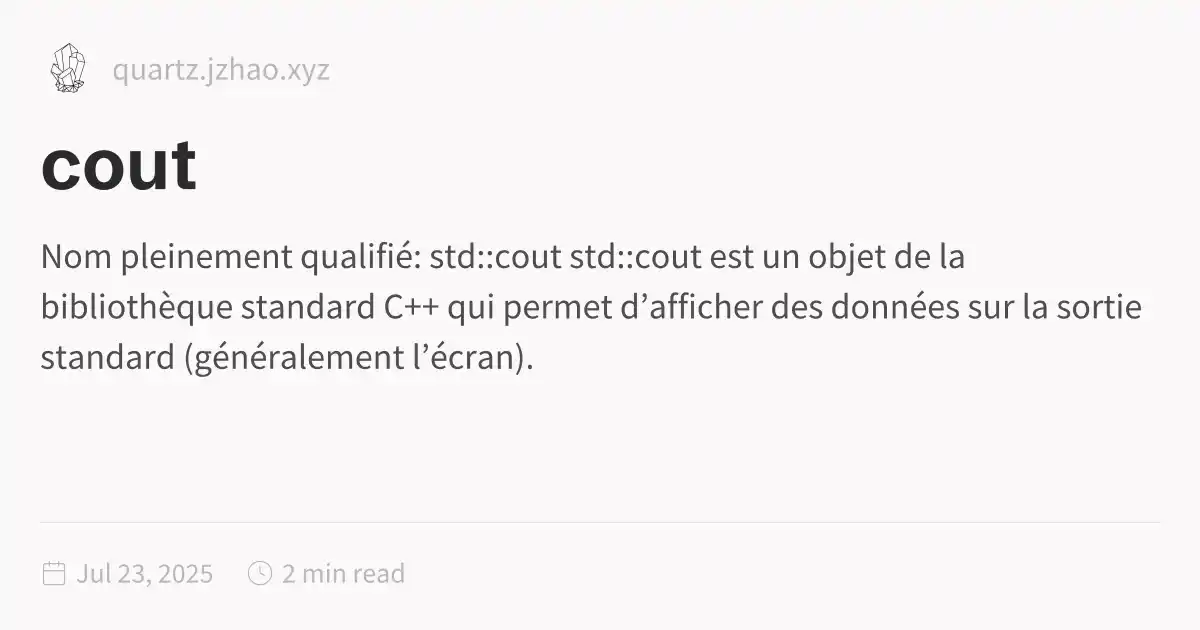 quartz.jzhao.xyz
cout
Nom pleinement qualifié: std::cout std::cout est un objet de la
bibliothèque standard C++ qui permet d’afficher des données sur la sortie
standard (généralement l’écran).
Jul 23, 2025 2 min read